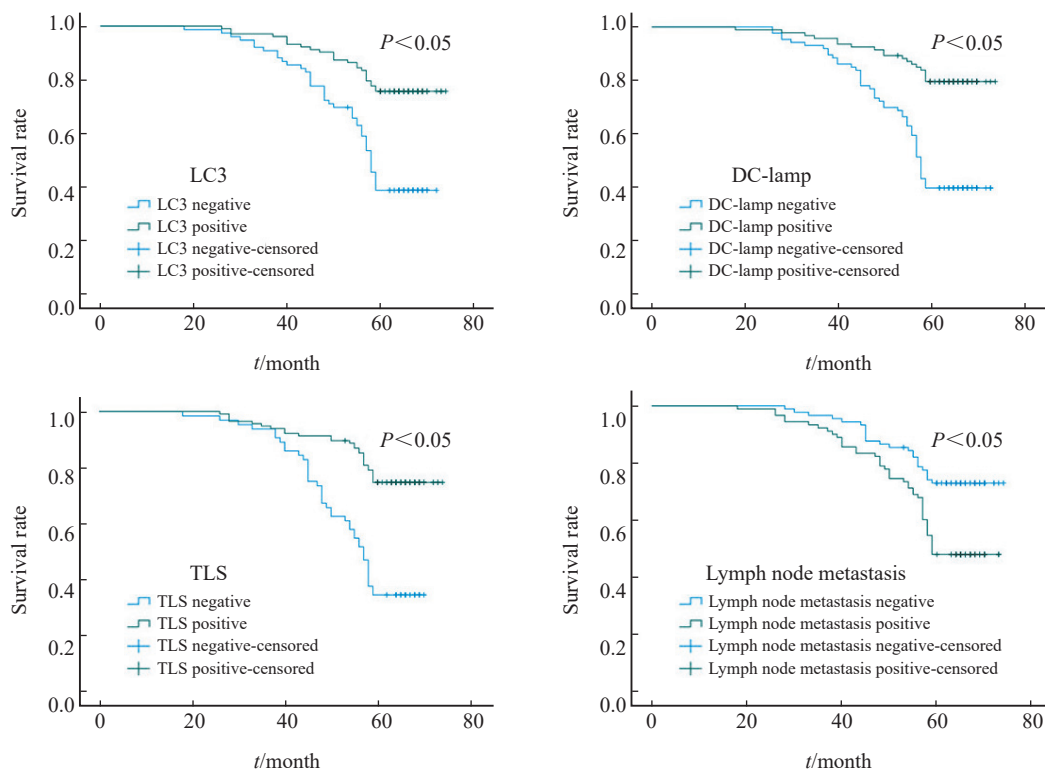 1.0
0.8
0.6
0.4
0.2
0.0
Survival rate
P＜0.05
LC3
LC3 negative
LC3 positive
LC3 negative-censored
LC3 positive-censored
0 20 40 60 80
t/month
1.0
0.8
0.6
0.4
0.2
0.0
Survival rate
P＜0.05
DC-lamp
DC-lamp negative
DC-lamp positive
DC-lamp negative-censored
DC-lamp positive-censored
0 20 40 60 80
t/month
1.0
0.8
0.6
0.4
0.2
0.0
Survival rate
P＜0.05
TLS
TLS negative
TLS positive
TLS negative-censored
TLS positive-censored
0 20 40 60 80
t/month
1.0
0.8
0.6
0.4
0.2
0.0
Survival rate
P＜0.05
Lymph node metastasis
Lymph node metastasis negative
Lymph node metastasis positive
Lymph node metastasis negative-censored
Lymph node metastasis positive-censored
0 20 40 60 80
t/month